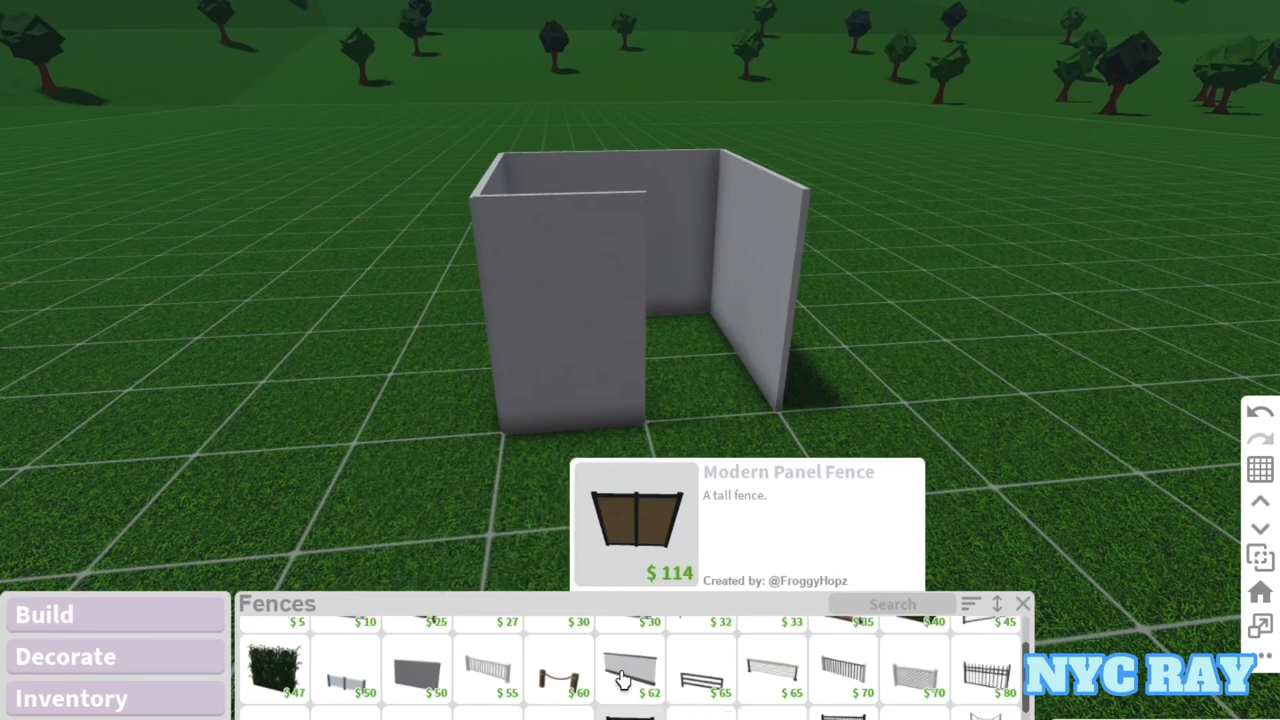 Modern Panel Fence
A tall fence.
$ 114
Created by: @FroggyHopz
Build
Decorate
Inventory
Fences
Search
$ 5 $ 10 $ 25 $ 27 $ 30 $ 30 $ 32 $ 33 $ 35 $ 40 $ 45
$ 47 $ 50 $ 50 $ 55 $ 60 $ 62 $ 65 $ 65 $ 70 $ 70 $ 80
NYC RAY